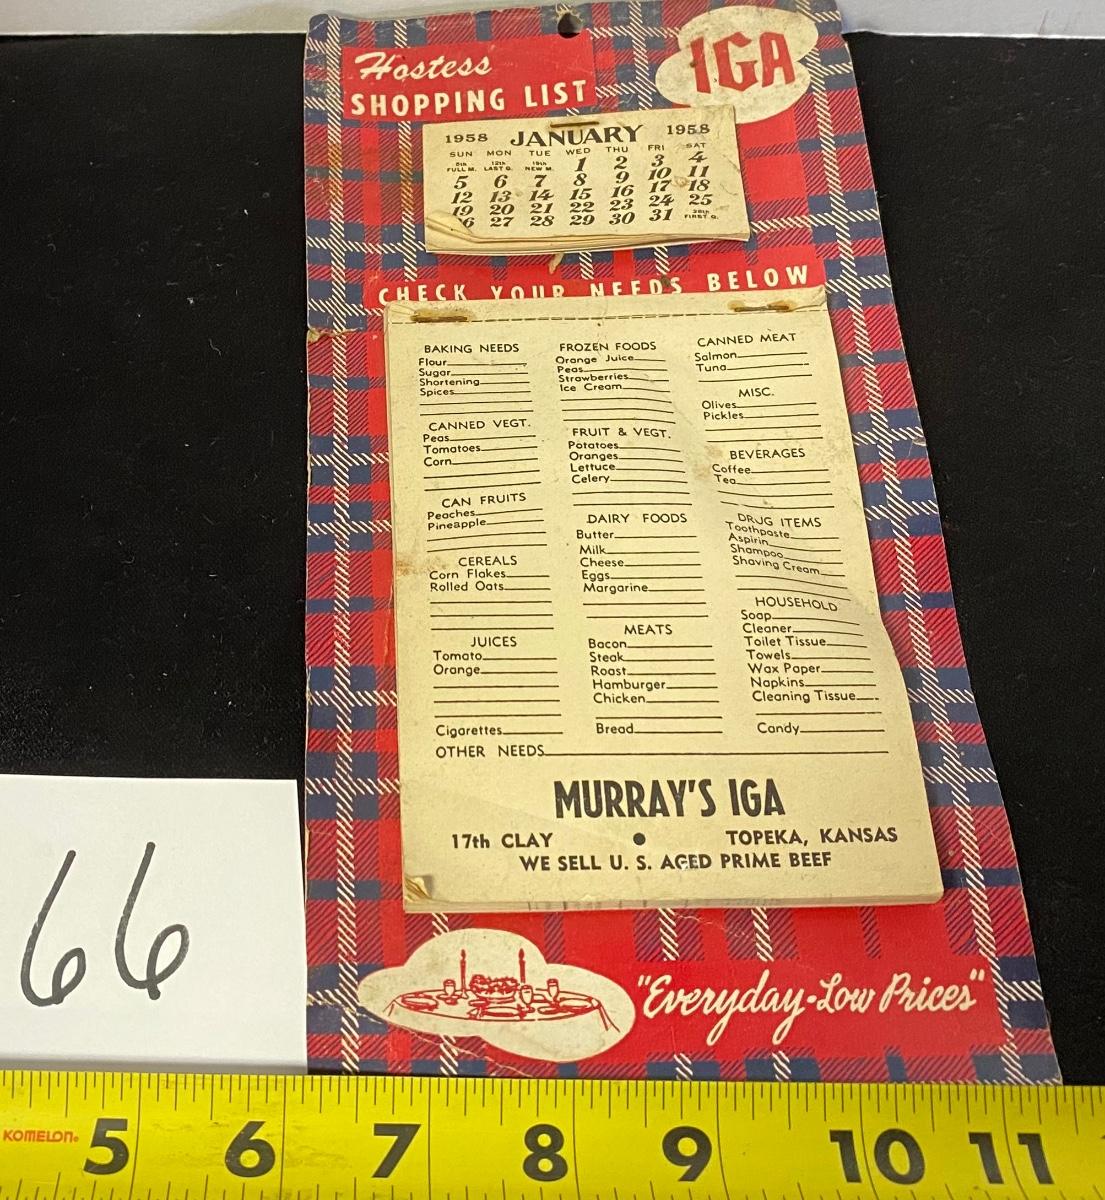 Hostess
SHOPPING LIST
IGA
1958 JANUARY 1958
SUN MON TUE WED THU FRI SAT
5th FULL M. 12th LAST Q. 19th NEW M. 1 2 3 4
5 6 7 8 9 10 11
12 13 14 15 16 17 18
19 20 21 22 23 24 25
27 28 29 30 31 26th FIRST Q.
CHECK YOUR NEEDS BELOW
BAKING NEEDS
Flour
Sugar
Shortening
Spices
CANNED VEGT.
Peas
Tomatoes
Corn
CAN FRUITS
Peaches
Pineapple
CEREALS
Corn Flakes
Rolled Oats
JUICES
Tomato
Orange
Cigarettes
FROZEN FOODS
Orange Juice
Peas
Strawberries
Ice Cream
FRUIT & VEGT.
Potatoes
Oranges
Lettuce
Celery
DAIRY FOODS
Butter
Milk
Cheese
Eggs
Margarine
MEATS
Bacon
Steak
Roast
Hamburger
Chicken
Bread
CANNED MEAT
Salmon
Tuna
MISC.
Olives
Pickles
BEVERAGES
Coffee
Tea
DRUG ITEMS
Toothpaste
Aspirin
Shampoo
Shaving Cream
HOUSEHOLD
Soap
Cleaner
Toilet Tissue
Towels
Wax Paper
Napkins
Cleaning Tissue
Candy
OTHER NEEDS
MURRAY'S IGA
17th CLAY ● TOPEKA, KANSAS
WE SELL U. S. AGED PRIME BEEF
"Everyday-Low Prices"
66
KOMELON 5 6 7 8 9 10 11